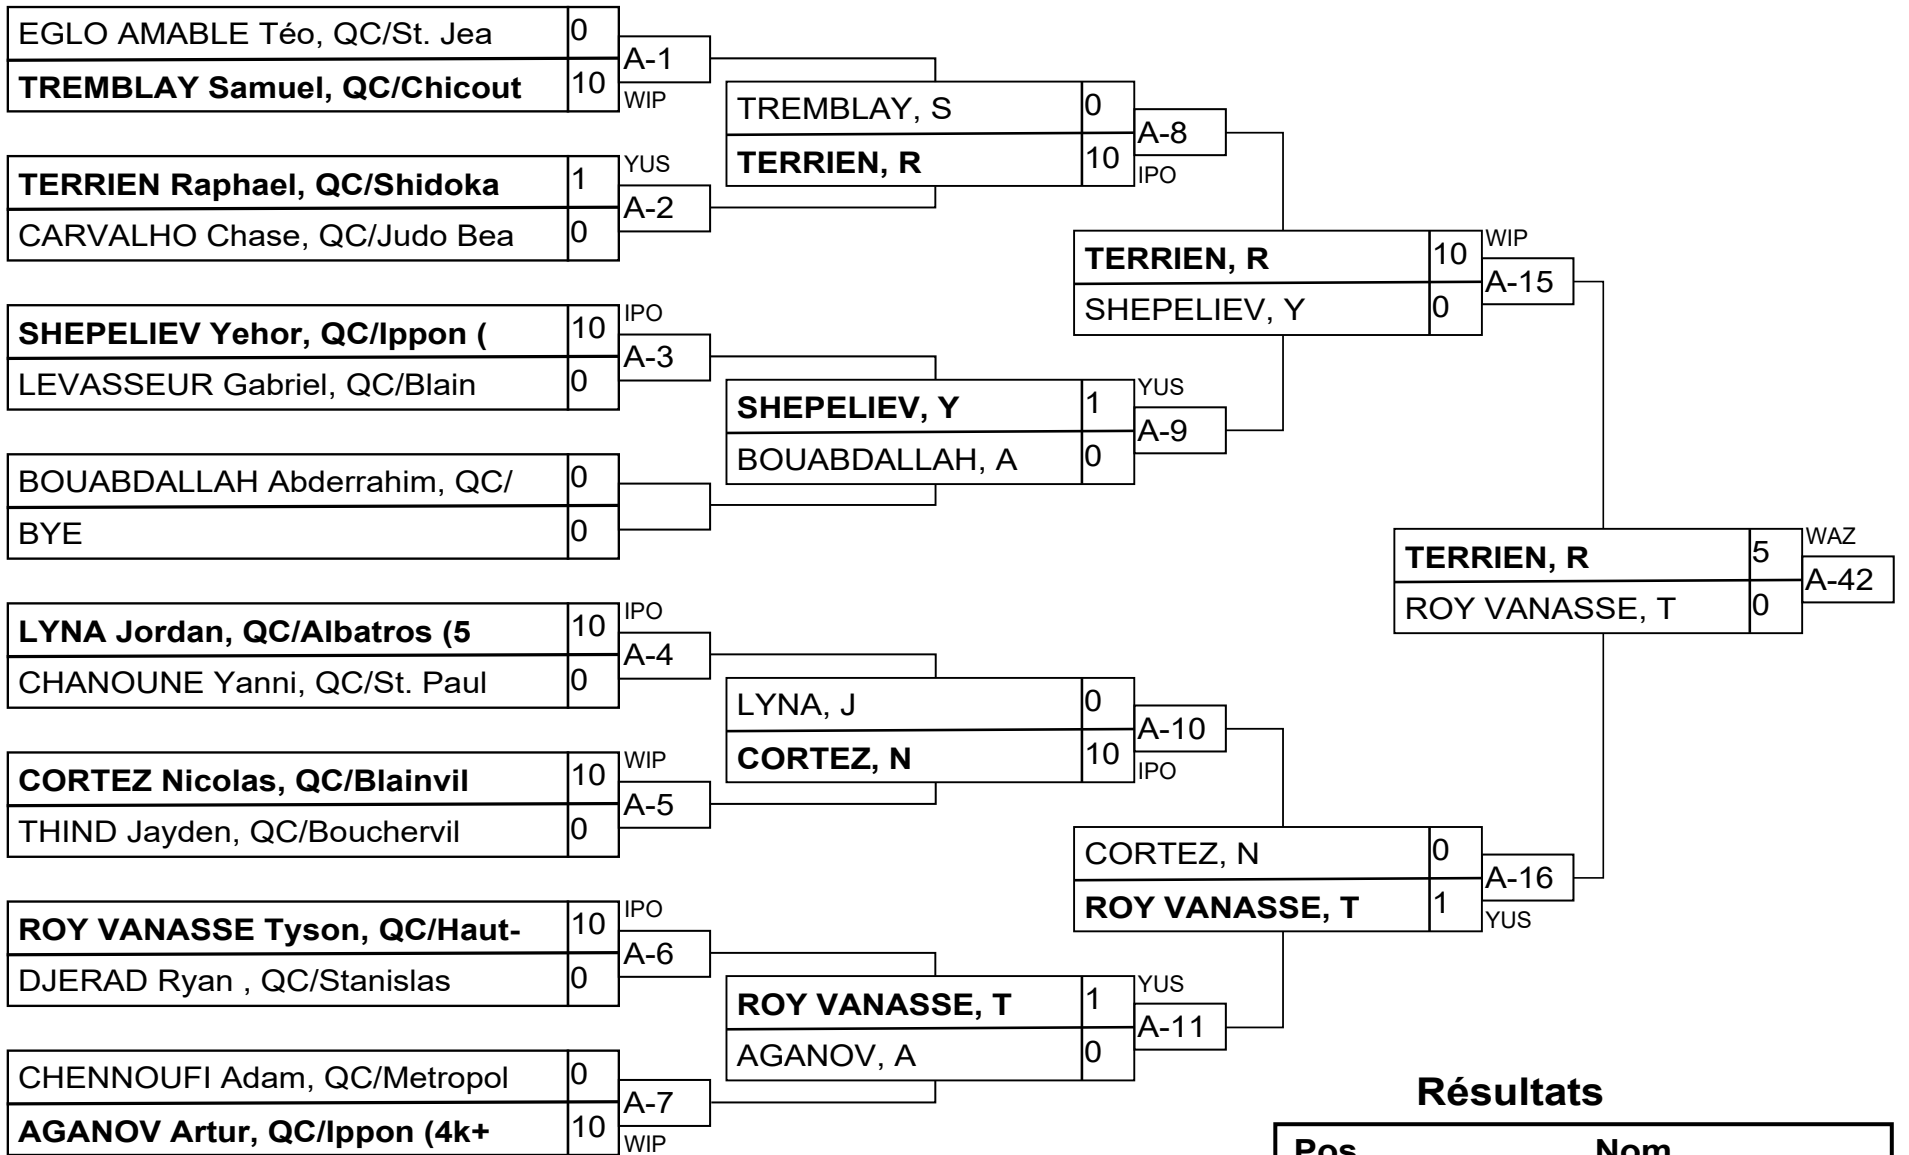 EGLO AMABLE Téo, QC/St. Jea 0
A-1
TREMBLAY Samuel, QC/Chicout 10
WIP
TERRIEN Raphael, QC/Shidoka 1
YUS
A-2
CARVALHO Chase, QC/Judo Bea 0
SHEPELIEV Yehor, QC/Ippon ( 10
IPO
A-3
LEVASSEUR Gabriel, QC/Blain 0
BOUABDALLAH Abderrahim, QC/ 0
BYE 0
LYNA Jordan, QC/Albatros (5 10
IPO
A-4
CHANOUNE Yanni, QC/St. Paul 0
CORTEZ Nicolas, QC/Blainvil 10
WIP
A-5
THIND Jayden, QC/Bouchervil 0
ROY VANASSE Tyson, QC/Haut- 10
IPO
A-6
DJERAD Ryan , QC/Stanislas 0
CHENNOUFI Adam, QC/Metropol 0
A-7
AGANOV Artur, QC/Ippon (4k+ 10
WIP
TREMBLAY, S 0
A-8
TERRIEN, R 10
IPO
SHEPELIEV, Y 1
YUS
A-9
BOUABDALLAH, A 0
LYNA, J 0
A-10
CORTEZ, N 10
IPO
ROY VANASSE, T 1
YUS
A-11
AGANOV, A 0
TERRIEN, R 10
WIP
A-15
SHEPELIEV, Y 0
CORTEZ, N 0
A-16
ROY VANASSE, T 1
YUS
TERRIEN, R 5
WAZ
A-42
ROY VANASSE, T 0
Résultats
Pos Nom